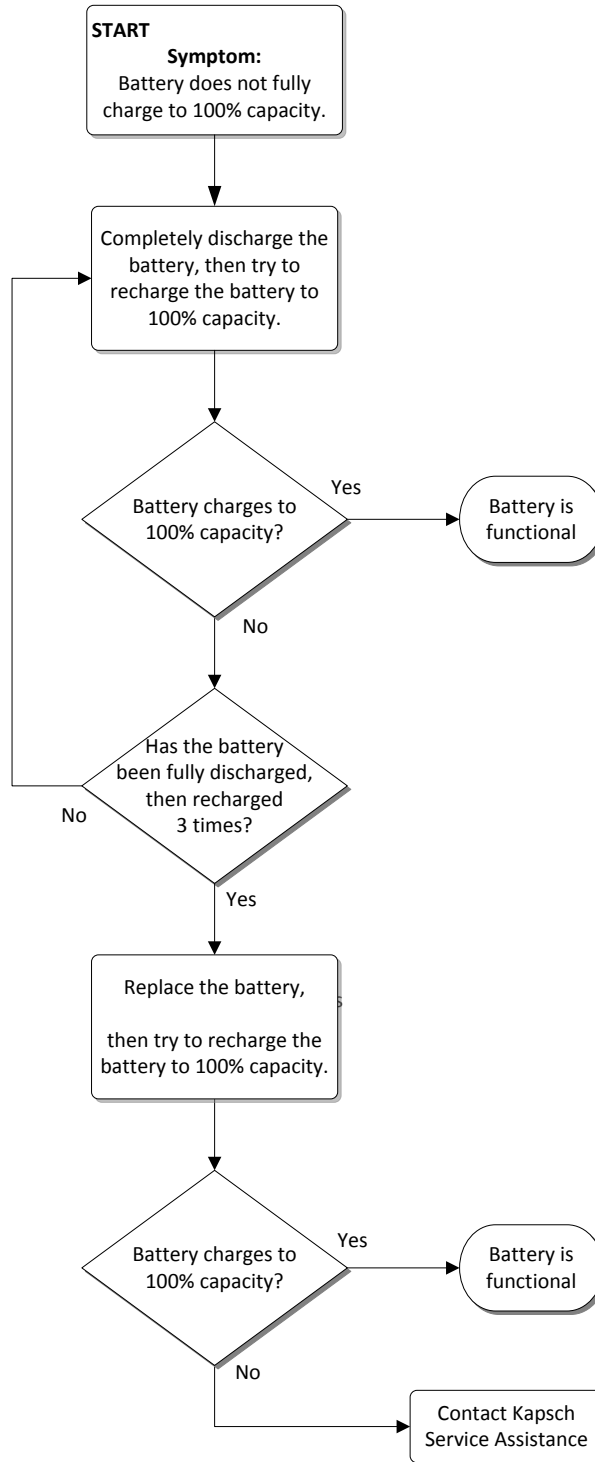 START
Symptom:
Battery does not fully
charge to 100% capacity.
Completely discharge the
battery, then try to
recharge the battery to
100% capacity.
Battery charges to
100% capacity?
Yes
Battery is
functional
No
Has the battery
been fully discharged,
then recharged
3 times?
No
Yes
Replace the battery,
then try to recharge the
battery to 100% capacity.
Battery charges to
100% capacity?
Yes
Battery is
functional
No
Contact Kapsch
Service Assistance